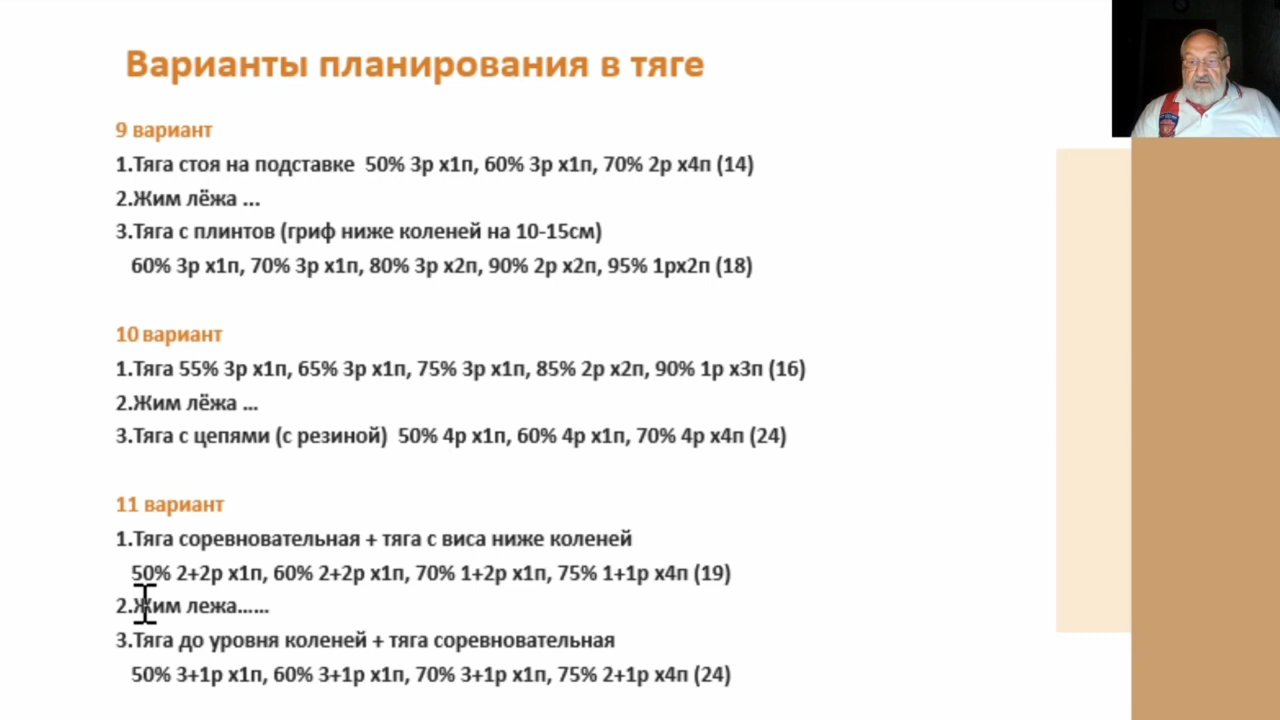 Варианты планирования в тяге
9 вариант
1.Тяга стоя на подставке 50% 3р х1п, 60% 3р х1п, 70% 2р х4п (14)
2.Жим лёжа ...
3.Тяга с плинтов (гриф ниже коленей на 10-15см)
60% 3р х1п, 70% 3р х1п, 80% 3р х2п, 90% 2р х2п, 95% 1рх2п (18)
10 вариант
1.Тяга 55% 3р х1п, 65% 3р х1п, 75% 3р х1п, 85% 2р х2п, 90% 1р х3п (16)
2.Жим лёжа ...
3.Тяга с цепями (с резиной) 50% 4р х1п, 60% 4р х1п, 70% 4р х4п (24)
11 вариант
1.Тяга соревновательная + тяга с виса ниже коленей
50% 2+2р х1п, 60% 2+2р х1п, 70% 1+2р х1п, 75% 1+1р х4п (19)
2.Жим лежа......
3.Тяга до уровня коленей + тяга соревновательная
50% 3+1р х1п, 60% 3+1р х1п, 70% 3+1р х1п, 75% 2+1р х4п (24)